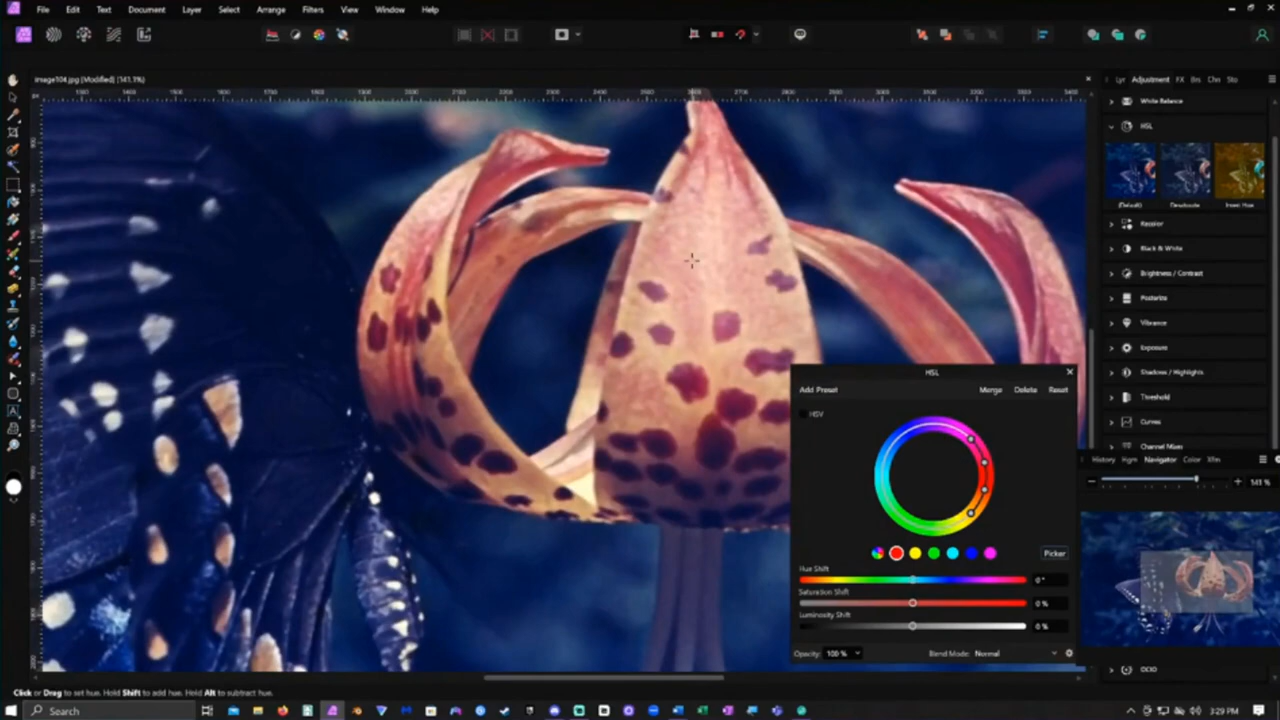 File Edit Text Document Layer Select Arrange Filters View Window Help
image104.jpg (Modified) (141.1%)
Adjustment FX
White Balance
HSL
(Default)
Recolor
Black & White
Brightness / Contrast
Posterize
Vibrance
Exposure
Shadows / Highlights
Threshold
Curves
Channel Mixer
HSL
Add Preset Merge Delete Reset
HSV
Picker
Hue Shift
0 °
Saturation Shift
0 %
Luminosity Shift
0 %
Opacity: 100 % Blend Mode: Normal
History Navigator Color
141 %
OCIO
Click or Drag to set hue. Hold Shift to add hue. Hold Alt to subtract hue.
Search
3:29 PM